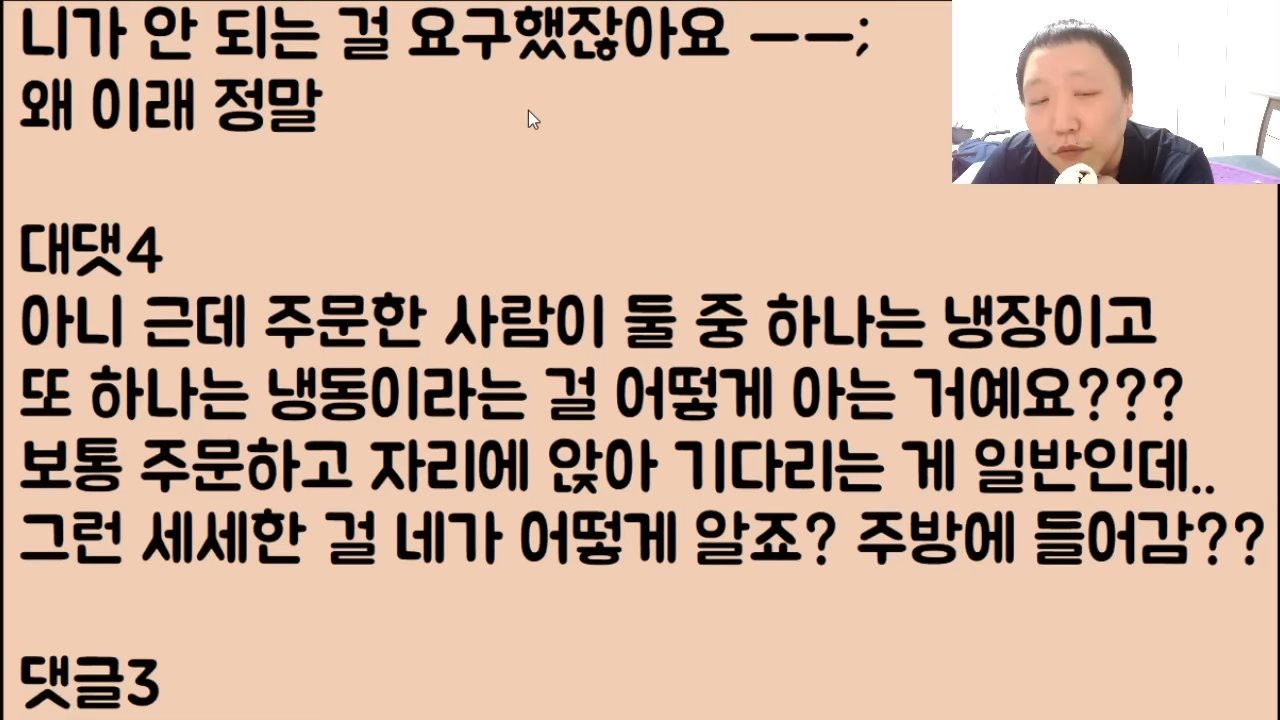 니가 안 되는 걸 요구했잖아요 ㅡㅡ;
왜 이래 정말
대댓4
아니 근데 주문한 사람이 둘 중 하나는 냉장이고
또 하나는 냉동이라는 걸 어떻게 아는 거예요???
보통 주문하고 자리에 앉아 기다리는 게 일반인데..
그런 세세한 걸 네가 어떻게 알죠? 주방에 들어감??
댓글3